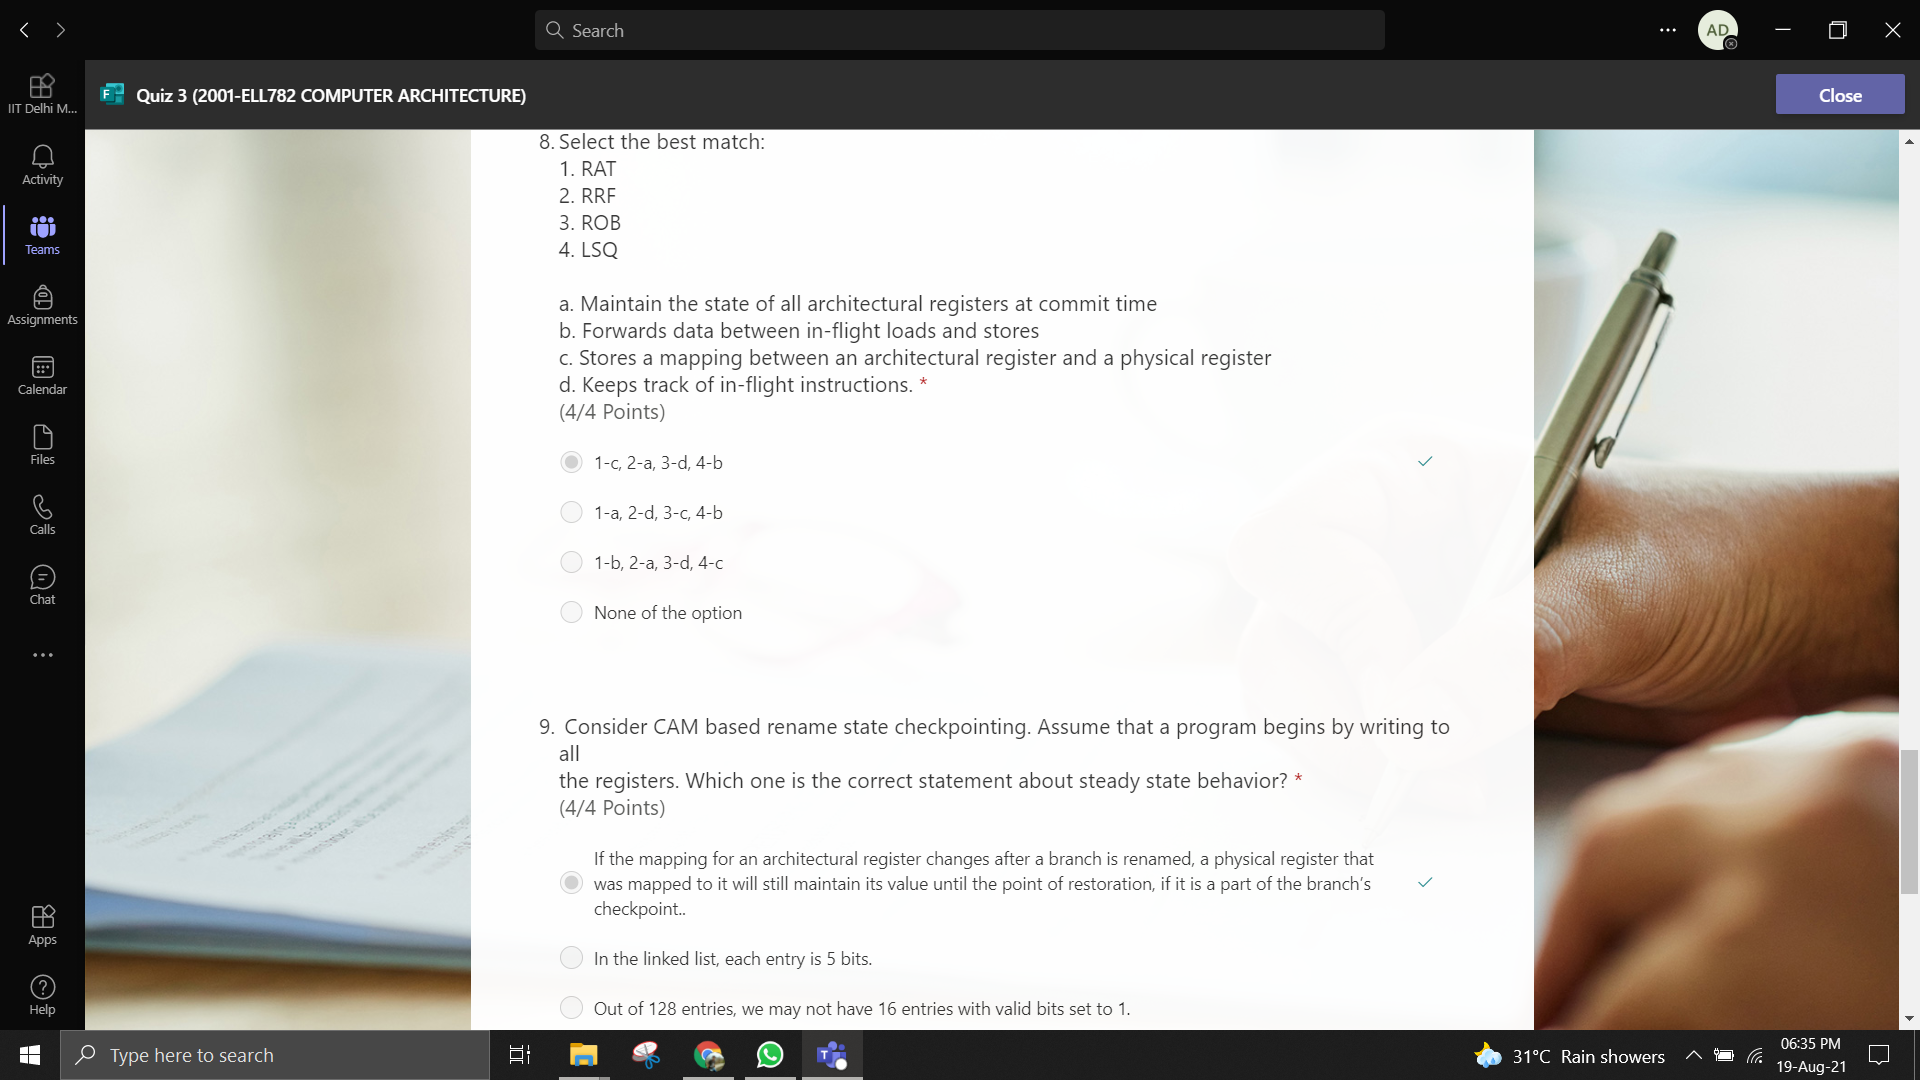 Search
AD
IIT Delhi M...
Quiz 3 (2001-ELL782 COMPUTER ARCHITECTURE)
Close
Activity
Teams
Assignments
Calendar
Files
Calls
Chat
Apps
Help
8. Select the best match:
1. RAT
2. RRF
3. ROB
4. LSQ
a. Maintain the state of all architectural registers at commit time
b. Forwards data between in-flight loads and stores
c. Stores a mapping between an architectural register and a physical register
d. Keeps track of in-flight instructions. *
(4/4 Points)
1-c, 2-a, 3-d, 4-b
1-a, 2-d, 3-c, 4-b
1-b, 2-a, 3-d, 4-c
None of the option
9. Consider CAM based rename state checkpointing. Assume that a program begins by writing to
all
the registers. Which one is the correct statement about steady state behavior? *
(4/4 Points)
If the mapping for an architectural register changes after a branch is renamed, a physical register that
was mapped to it will still maintain its value until the point of restoration, if it is a part of the branch’s
checkpoint..
In the linked list, each entry is 5 bits.
Out of 128 entries, we may not have 16 entries with valid bits set to 1.
Type here to search
31°C Rain showers
06:35 PM
19-Aug-21